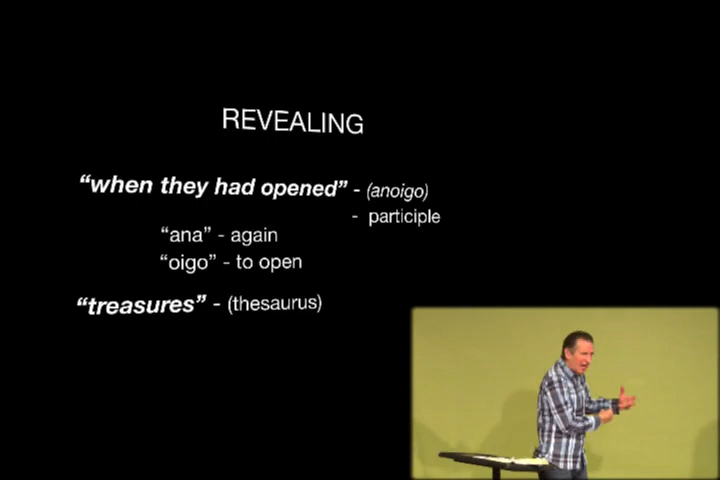 REVEALING
“when they had opened” - (anoigo)
- participle
“ana” - again
“oigo” - to open
“treasures” - (thesaurus)